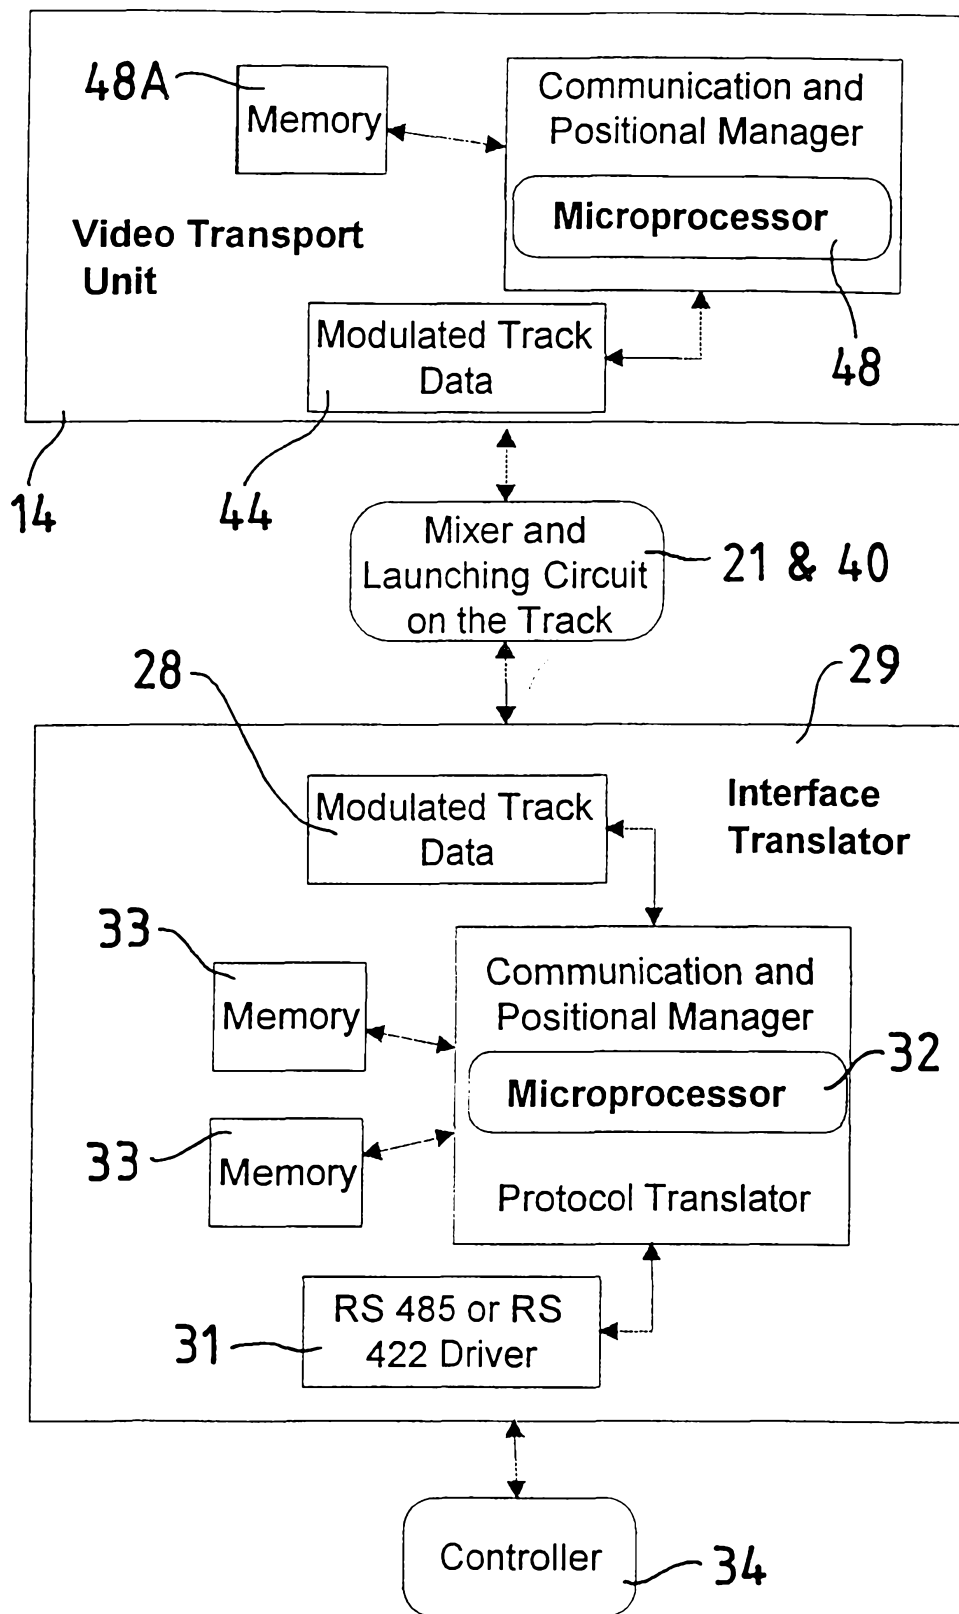 48A
Memory
Communication and
Positional Manager
Microprocessor
Video Transport
Unit
48
Modulated Track
Data
14
44
Mixer and
Launching Circuit
on the Track
21 & 40
28
29
Interface
Translator
Modulated Track
Data
33
Memory
Communication and
Positional Manager
32
Microprocessor
33
Memory
Protocol Translator
RS 485 or RS
422 Driver
31
Controller
34